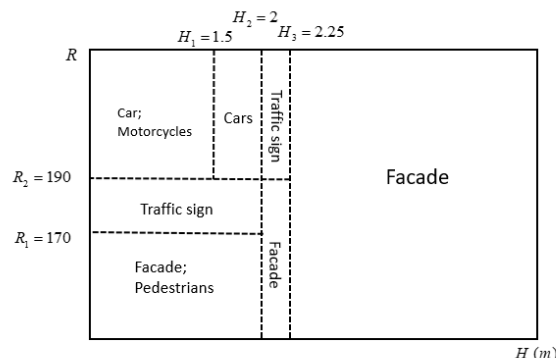 H₂ = 2
H₁ = 1.5
H₃ = 2.25
R
Car;
Motorcycles
Cars
Traffic sign
Facade
R₂ = 190
Traffic sign
R₁ = 170
Facade;
Pedestrians
Facade
H (m)